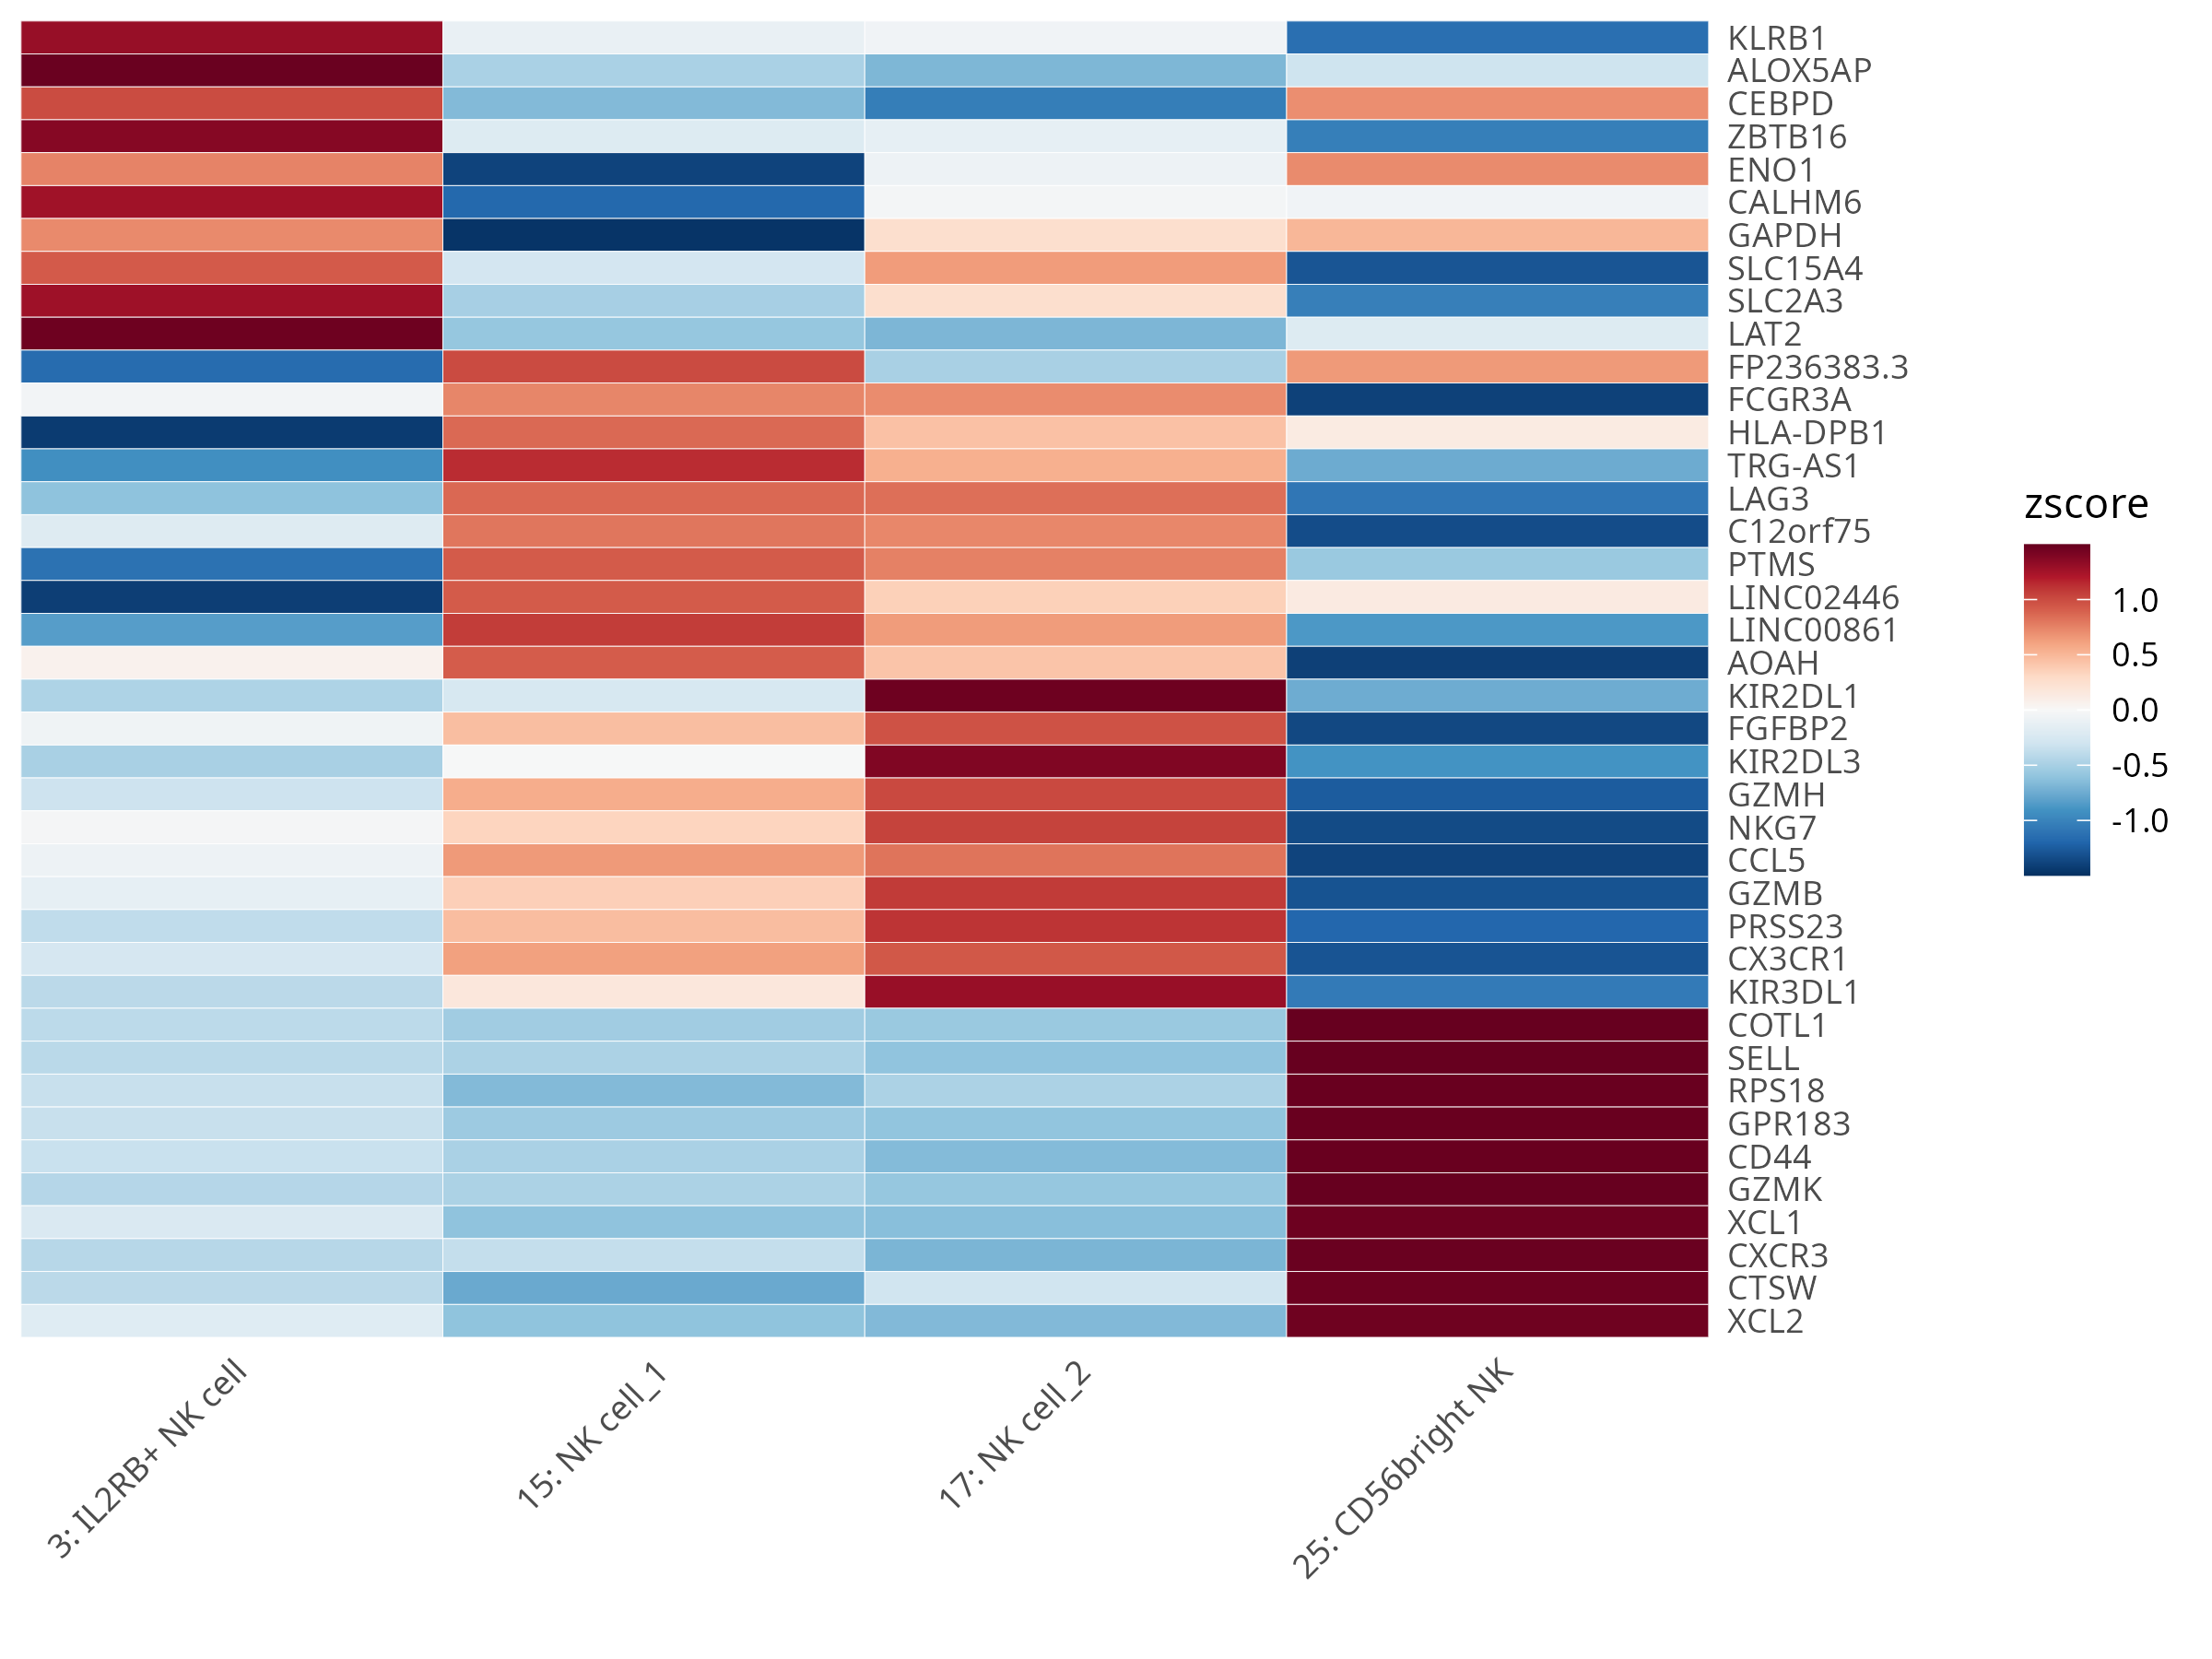 KLRB1
ALOX5AP
CEBPD
ZBTB16
ENO1
CALHM6
GAPDH
SLC15A4
SLC2A3
LAT2
FP236383.3
FCGR3A
HLA-DPB1
TRG-AS1
LAG3
C12orf75
PTMS
LINC02446
LINC00861
AOAH
KIR2DL1
FGFBP2
KIR2DL3
GZMH
NKG7
CCL5
GZMB
PRSS23
CX3CR1
KIR3DL1
COTL1
SELL
RPS18
GPR183
CD44
GZMK
XCL1
CXCR3
CTSW
XCL2
zscore
1.0
0.5
0.0
-0.5
-1.0
3: IL2RB+ NK cell
15: NK cell_1
17: NK cell_2
25: CD56bright NK